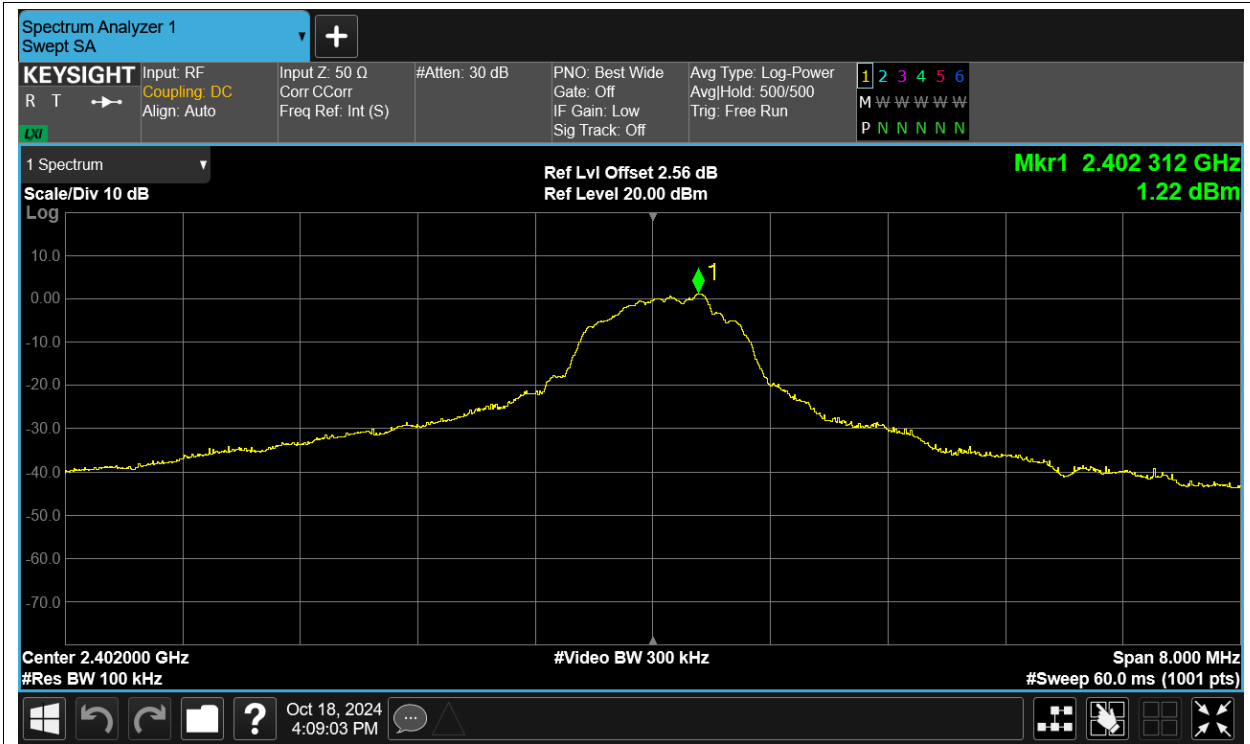 Spectrum Analyzer 1
Swept SA
KEYSIGHT
R T
LXI
Input: RF
Coupling: DC
Align: Auto
Input Z: 50 Ω
Corr CCorr
Freq Ref: Int (S)
#Atten: 30 dB
PNO: Best Wide
Gate: Off
IF Gain: Low
Sig Track: Off
Avg Type: Log-Power
Avg|Hold: 500/500
Trig: Free Run
1 2 3 4 5 6
M W W W W W
P N N N N N
1 Spectrum
Scale/Div 10 dB
Log
Ref Lvl Offset 2.56 dB
Ref Level 20.00 dBm
Mkr1 2.402 312 GHz
1.22 dBm
1
10.0
0.00
-10.0
-20.0
-30.0
-40.0
-50.0
-60.0
-70.0
Center 2.402000 GHz
#Res BW 100 kHz
#Video BW 300 kHz
Span 8.000 MHz
#Sweep 60.0 ms (1001 pts)
?
Oct 18, 2024
4:09:03 PM